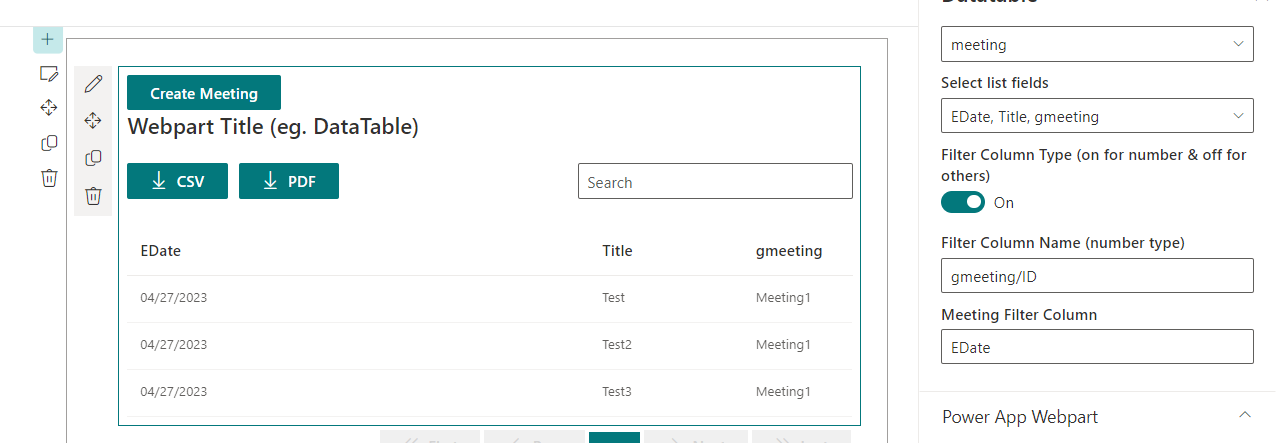 Datatable
meeting
Select list fields
EDate, Title, gmeeting
Filter Column Type (on for number & off for
others)
On
Filter Column Name (number type)
gmeeting/ID
Meeting Filter Column
EDate
Power App Webpart
Create Meeting
Webpart Title (eg. DataTable)
CSV PDF Search
EDate Title gmeeting
04/27/2023 Test Meeting1
04/27/2023 Test2 Meeting1
04/27/2023 Test3 Meeting1